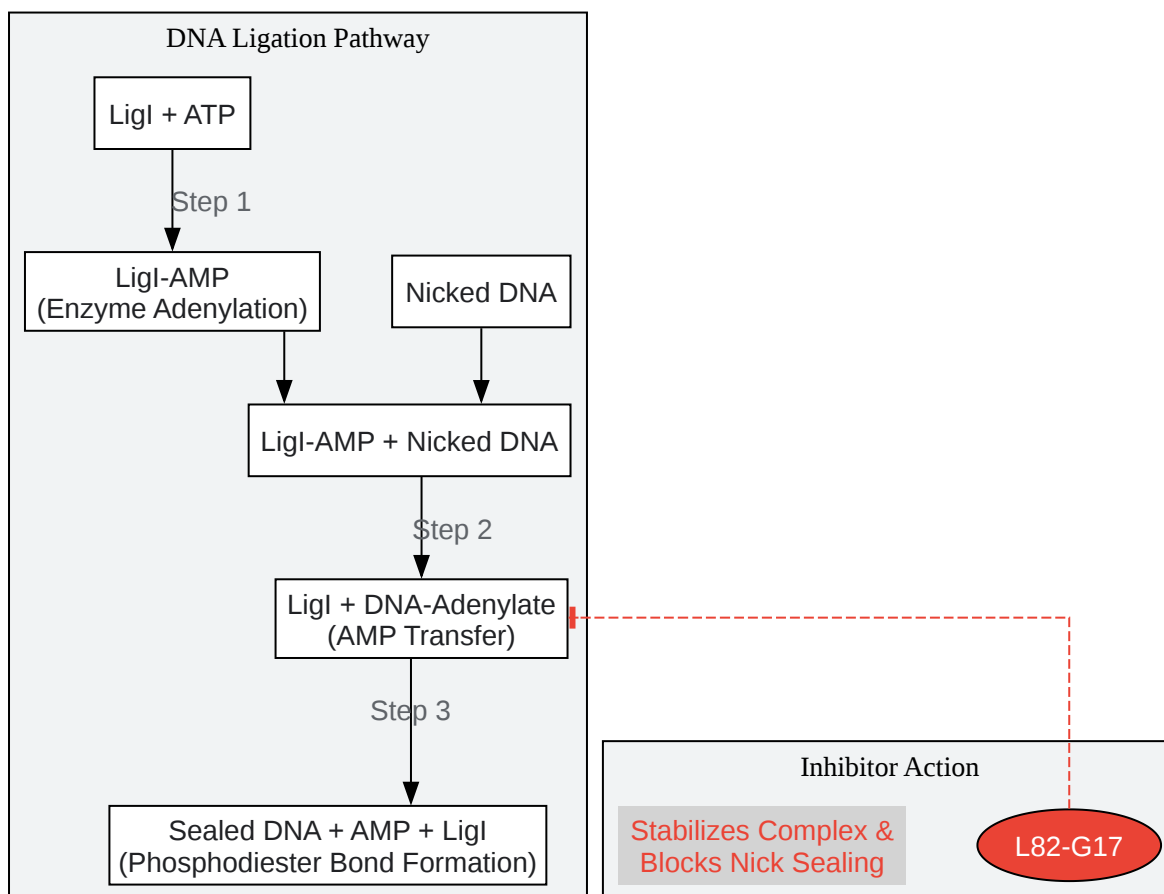 DNA Ligation Pathway
LigI + ATP
Step 1
LigI-AMP
(Enzyme Adenylation)
Nicked DNA
LigI-AMP + Nicked DNA
Step 2
LigI + DNA-Adenylate
(AMP Transfer)
Step 3
Sealed DNA + AMP + LigI
(Phosphodiester Bond Formation)
Inhibitor Action
Stabilizes Complex &
Blocks Nick Sealing
L82-G17